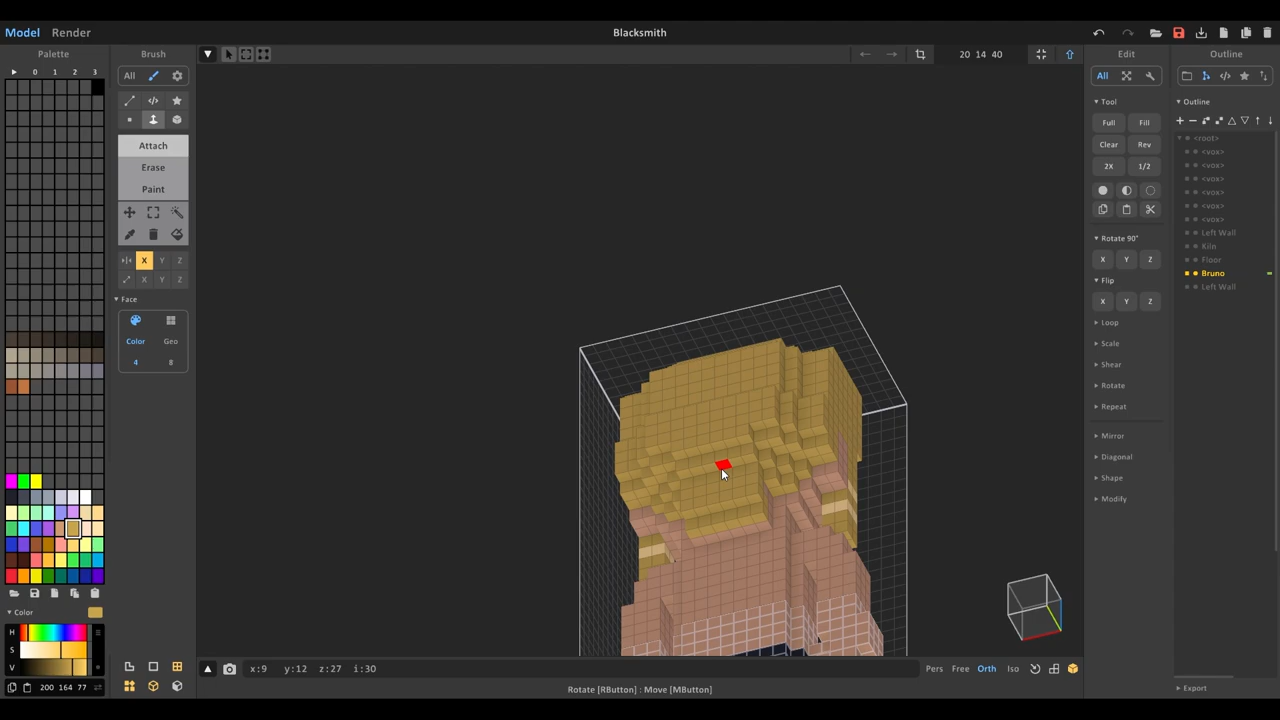 Model Render
Blacksmith
Palette
0 1 2 3
Brush
All
Attach
Erase
Paint
X Y Z
X Y Z
Face
Color Geo
4 8
Color
H
S
V
200 164 77
20 14 40
x:9 y:12 z:27 i:30
Pers Free Orth Iso
Rotate [RButton] : Move [MButton]
Edit
All
Tool
Full Fill
Clear Rev
2X 1/2
Rotate 90°
X Y Z
Flip
X Y Z
Loop
Scale
Shear
Rotate
Repeat
Mirror
Diagonal
Shape
Modify
Outline
Outline
<root>
<vox>
<vox>
<vox>
<vox>
<vox>
<vox>
Left Wall
Kiln
Floor
Bruno
Left Wall
Export